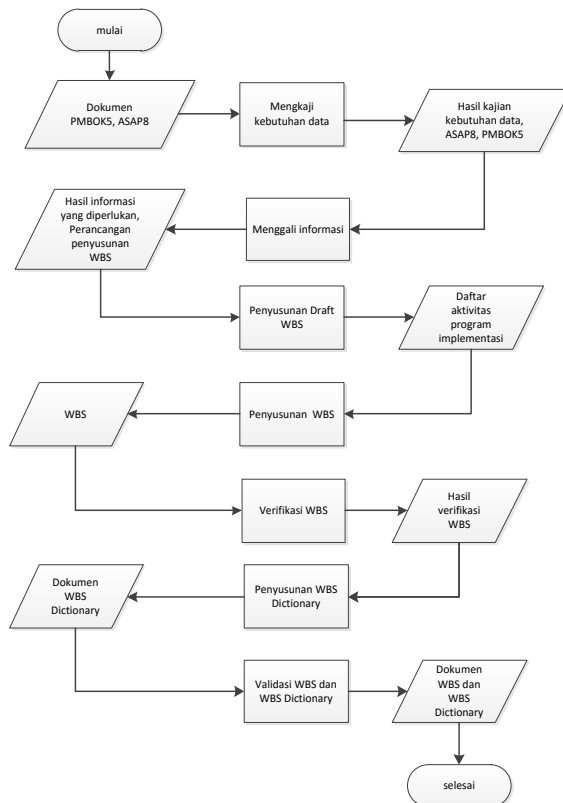 mulai
Dokumen
PMBOK5, ASAP8
Mengkaji
kebutuhan data
Hasil kajian
kebutuhan data,
ASAP8, PMBOK5
Menggali informasi
Hasil informasi
yang diperlukan,
Perancangan
penyusunan
WBS
Penyusunan Draft
WBS
Daftar
aktivitas
program
implementasi
Penyusunan WBS
WBS
Verifikasi WBS
Hasil
verifikasi
WBS
Penyusunan WBS
Dictionary
Dokumen
WBS
Dictionary
Validasi WBS dan
WBS Dictionary
Dokumen
WBS dan
WBS
Dictionary
selesai